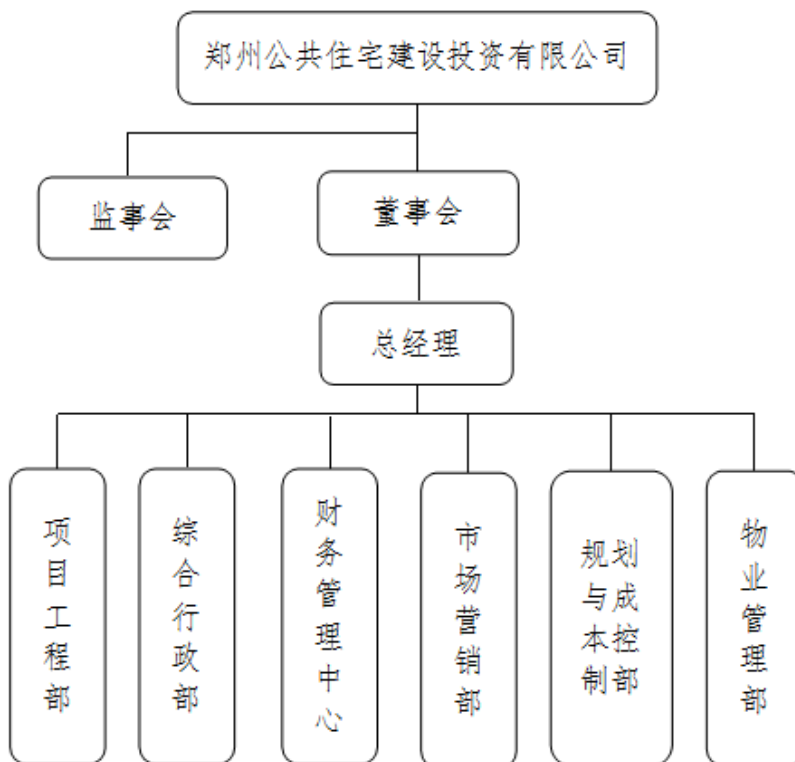 郑州公共住宅建设投资有限公司
监事会
董事会
总经理
项目工程部
综合行政部
财务管理中心
市场营销部
规划
与成
本控
制部
物业管理部